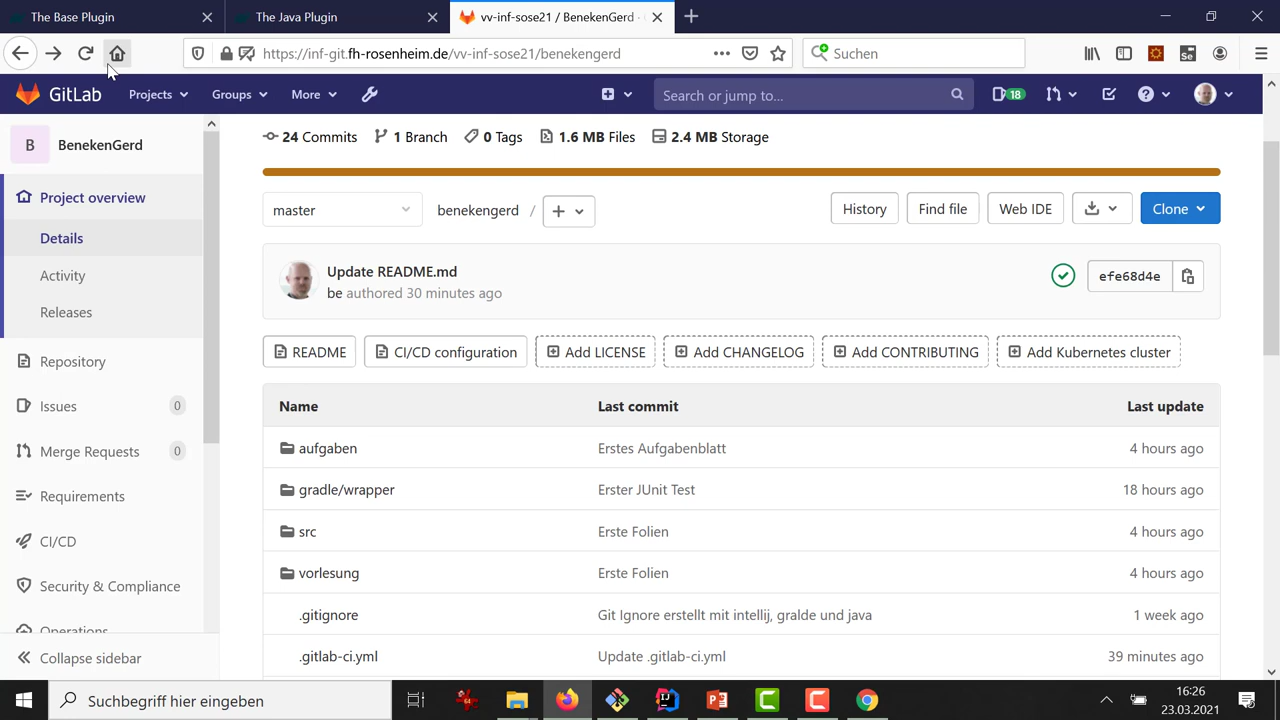 The Base Plugin
The Java Plugin
vv-inf-sose21 / BenekenGerd ·
https://inf-git.fh-rosenheim.de/vv-inf-sose21/benekengerd
Suchen
GitLab
Projects
Groups
More
Search or jump to...
18
B
BenekenGerd
24 Commits
1 Branch
0 Tags
1.6 MB Files
2.4 MB Storage
Project overview
Details
Activity
Releases
Repository
Issues 0
Merge Requests 0
Requirements
CI/CD
Security & Compliance
Operations
Collapse sidebar
master
benekengerd /
History
Find file
Web IDE
Clone
Update README.md
be authored 30 minutes ago
efe68d4e
README
CI/CD configuration
Add LICENSE
Add CHANGELOG
Add CONTRIBUTING
Add Kubernetes cluster
Name Last commit Last update
aufgaben Erstes Aufgabenblatt 4 hours ago
gradle/wrapper Erster JUnit Test 18 hours ago
src Erste Folien 4 hours ago
vorlesung Erste Folien 4 hours ago
.gitignore Git Ignore erstellt mit intellij, gralde und java 1 week ago
.gitlab-ci.yml Update .gitlab-ci.yml 39 minutes ago
Suchbegriff hier eingeben
16:26
23.03.2021